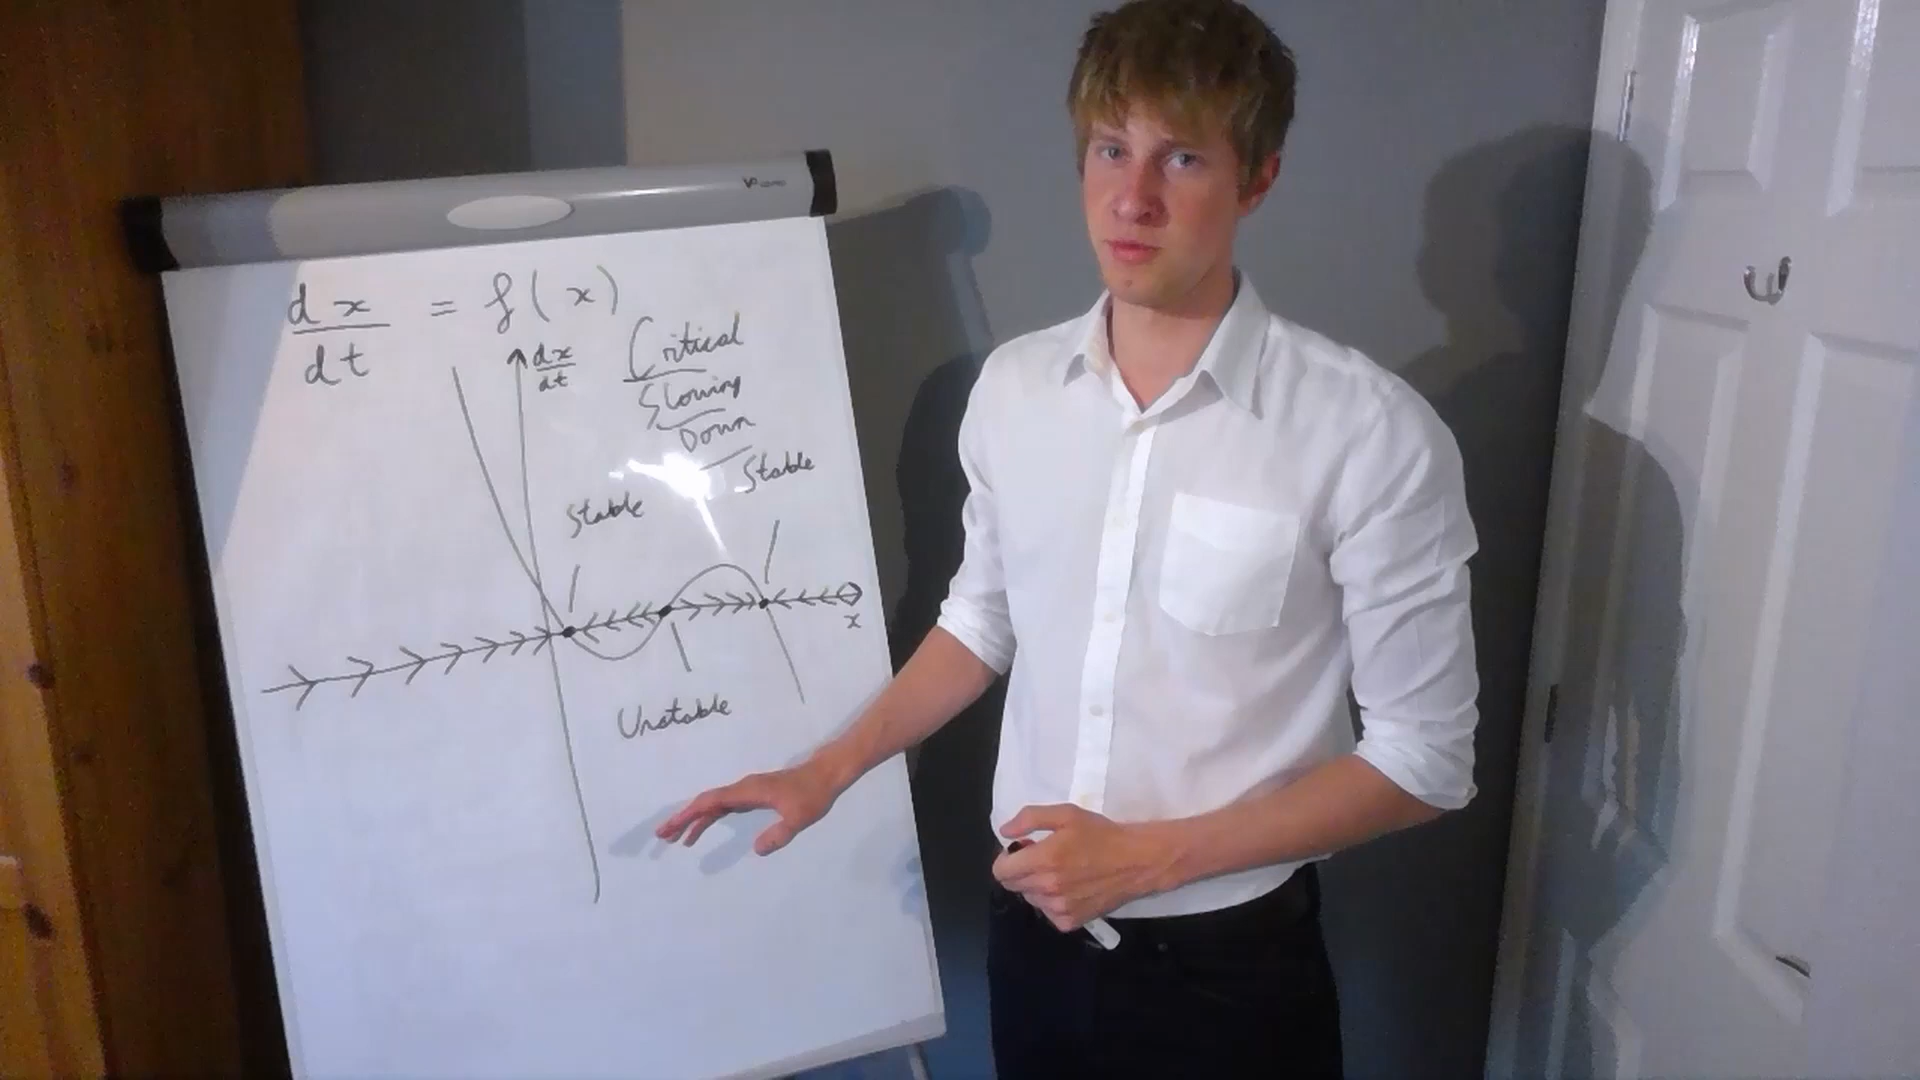 dx/dt = f(x)
dx/dt
Critical
Slowing
Down
Stable
Stable
x
Unstable